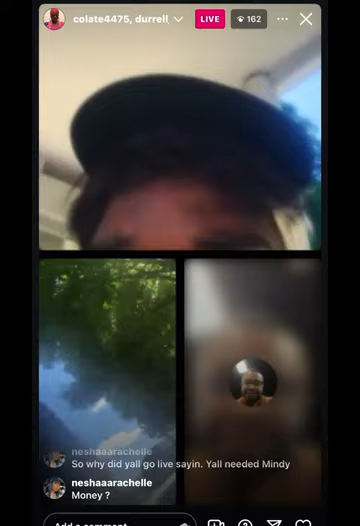 colate4475, durrell
LIVE
162
neshaaarachelle
So why did yall go live sayin. Yall needed Mindy
neshaaarachelle
Money ?
Add a comment